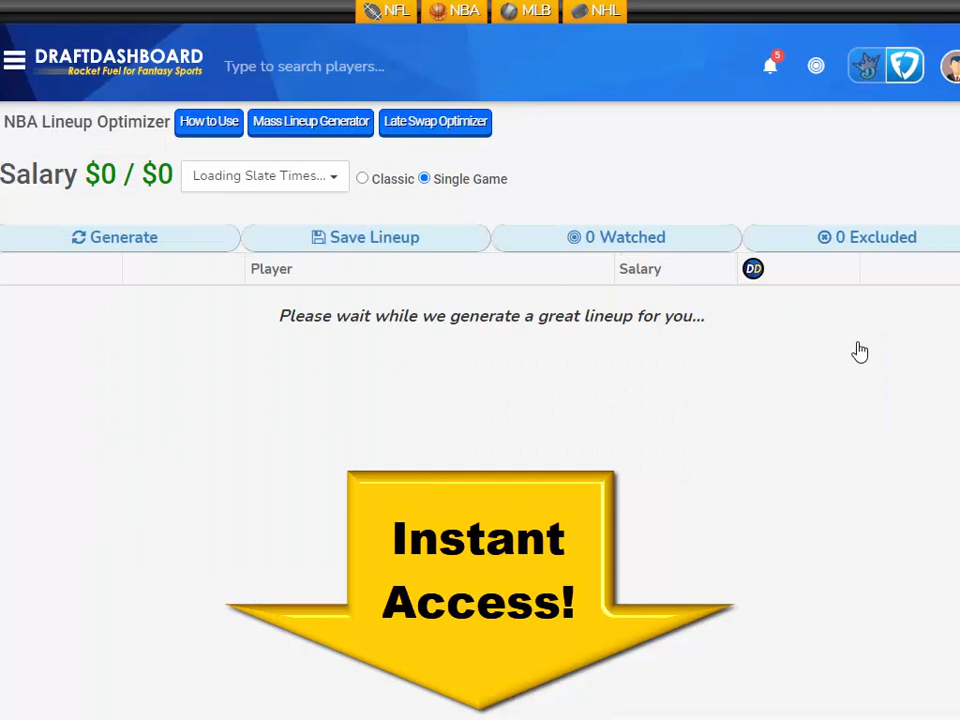 NFL NBA MLB NHL
DRAFTDASHBOARD
Rocket Fuel for Fantasy Sports
Type to search players...
5
NBA Lineup Optimizer How to Use Mass Lineup Generator Late Swap Optimizer
Salary $0 / $0 Loading Slate Times... Classic Single Game
Generate Save Lineup 0 Watched 0 Excluded
Player Salary DD
Please wait while we generate a great lineup for you...
Instant
Access!